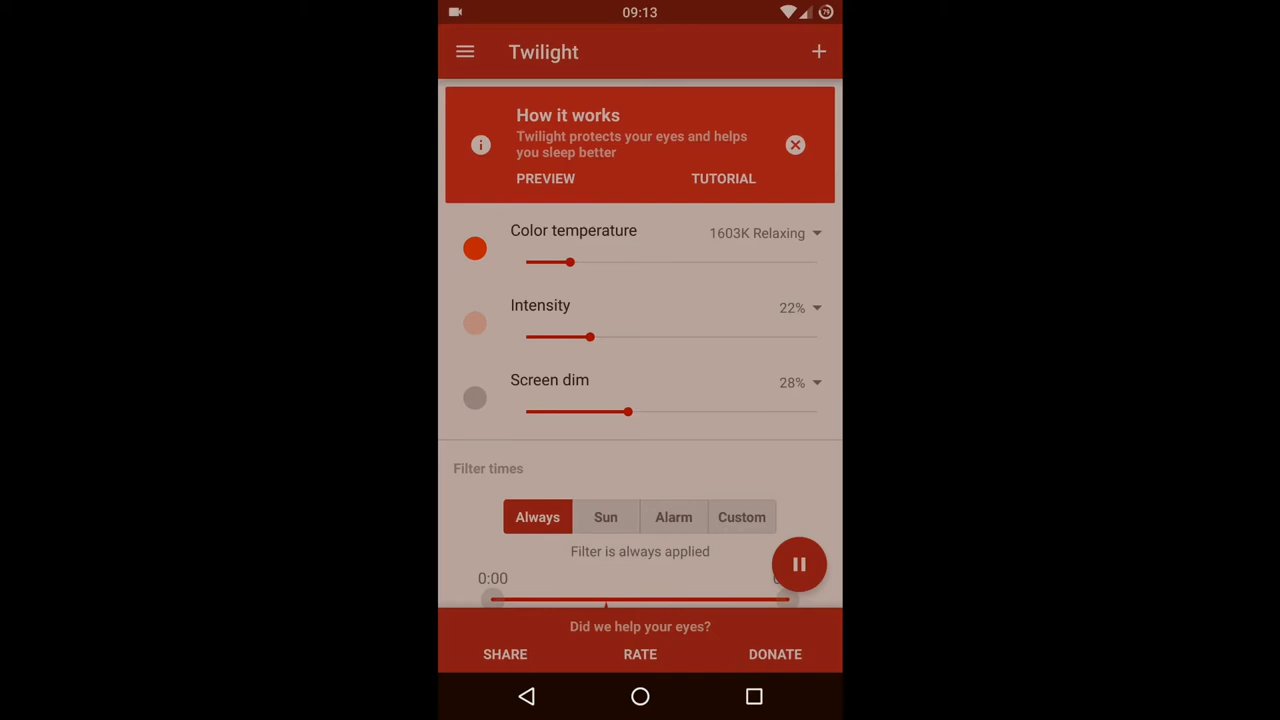 09:13
79
Twilight
How it works
Twilight protects your eyes and helps
you sleep better
PREVIEW TUTORIAL
Color temperature 1603K Relaxing
Intensity 22%
Screen dim 28%
Filter times
Always Sun Alarm Custom
Filter is always applied
0:00
Did we help your eyes?
SHARE RATE DONATE